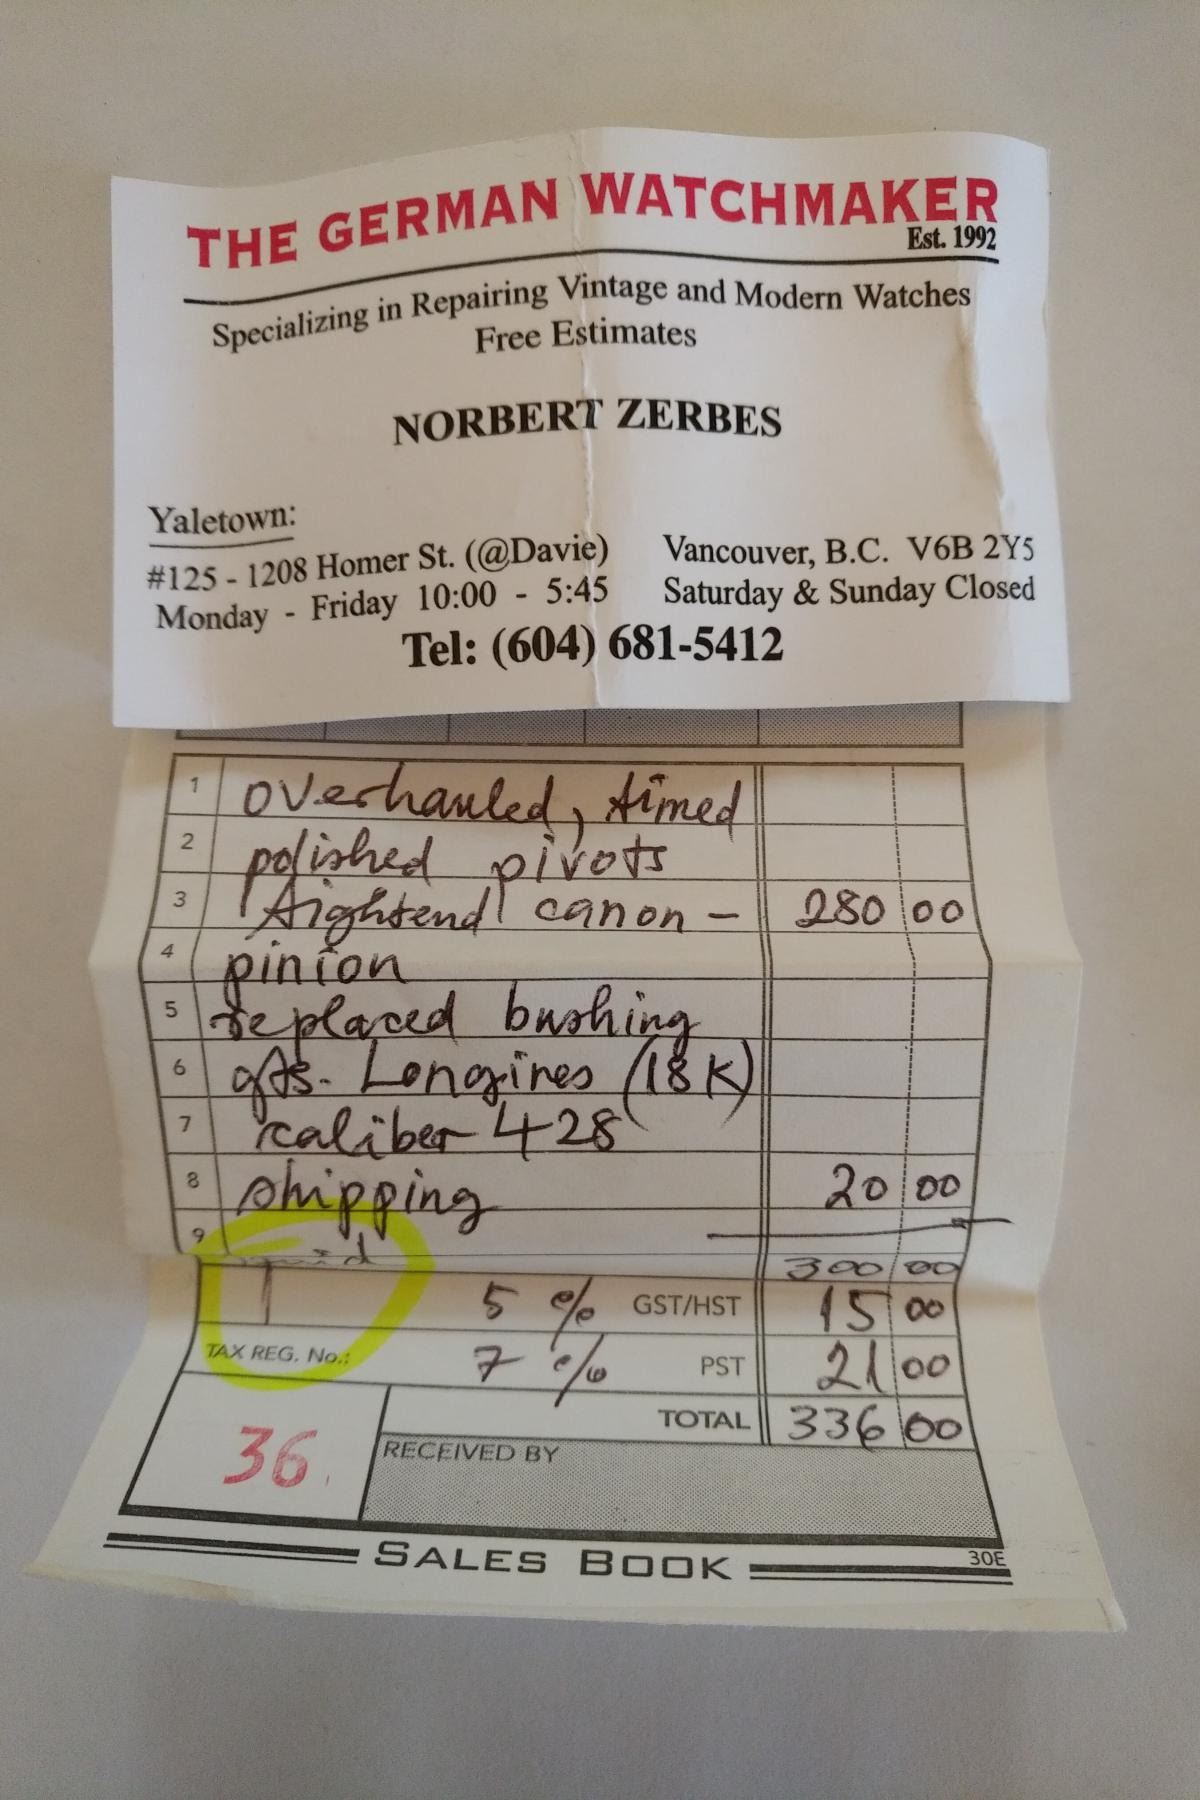 THE GERMAN WATCHMAKER
Est. 1992
Specializing in Repairing Vintage and Modern Watches
Free Estimates
NORBERT ZERBES
Yaletown:
#125 - 1208 Homer St. (@Davie) Vancouver, B.C. V6B 2Y5
Monday - Friday 10:00 - 5:45 Saturday & Sunday Closed
Tel: (604) 681-5412
1 overhauled, timed
2 polished pivots
3 tightend canon - 280 00
4 pinion
5 replaced bushing
6 gts. Longines (18K)
7 caliber 428
8 shipping 20 00
9
paid 300 00
5 % GST/HST 15 00
TAX REG. No.: 7 % PST 21 00
TOTAL 336 00
36 RECEIVED BY
SALES BOOK 30E